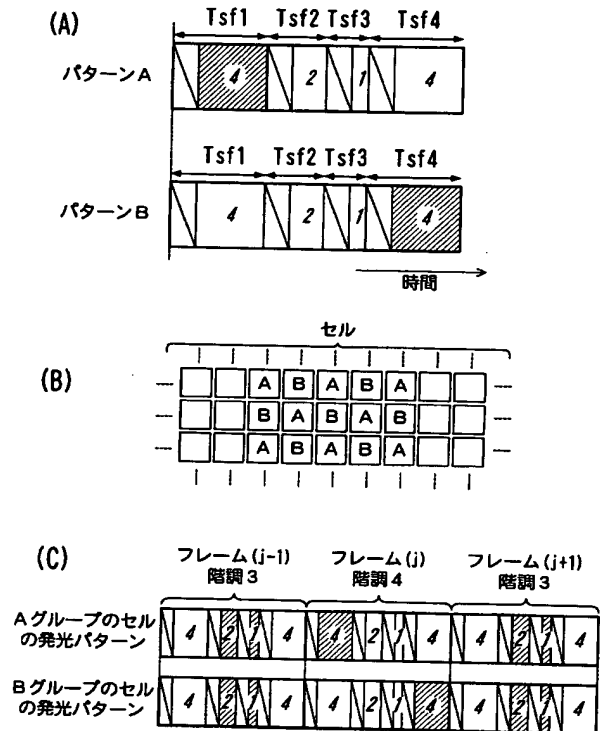 (A)
Tsf1 Tsf2 Tsf3 Tsf4
パターンA 4 2 1 4
Tsf1 Tsf2 Tsf3 Tsf4
パターンB 4 2 1 4
時間
セル
(B)
A B A B A
B A B A B
A B A B A
(C)
フレーム(j-1) フレーム(j) フレーム(j+1)
階調3 階調4 階調3
Aグループのセル
の発光パターン
4 2 1 4 4 2 1 4 4 2 1 4
Bグループのセル
の発光パターン
4 2 1 4 4 2 1 4 4 2 1 4